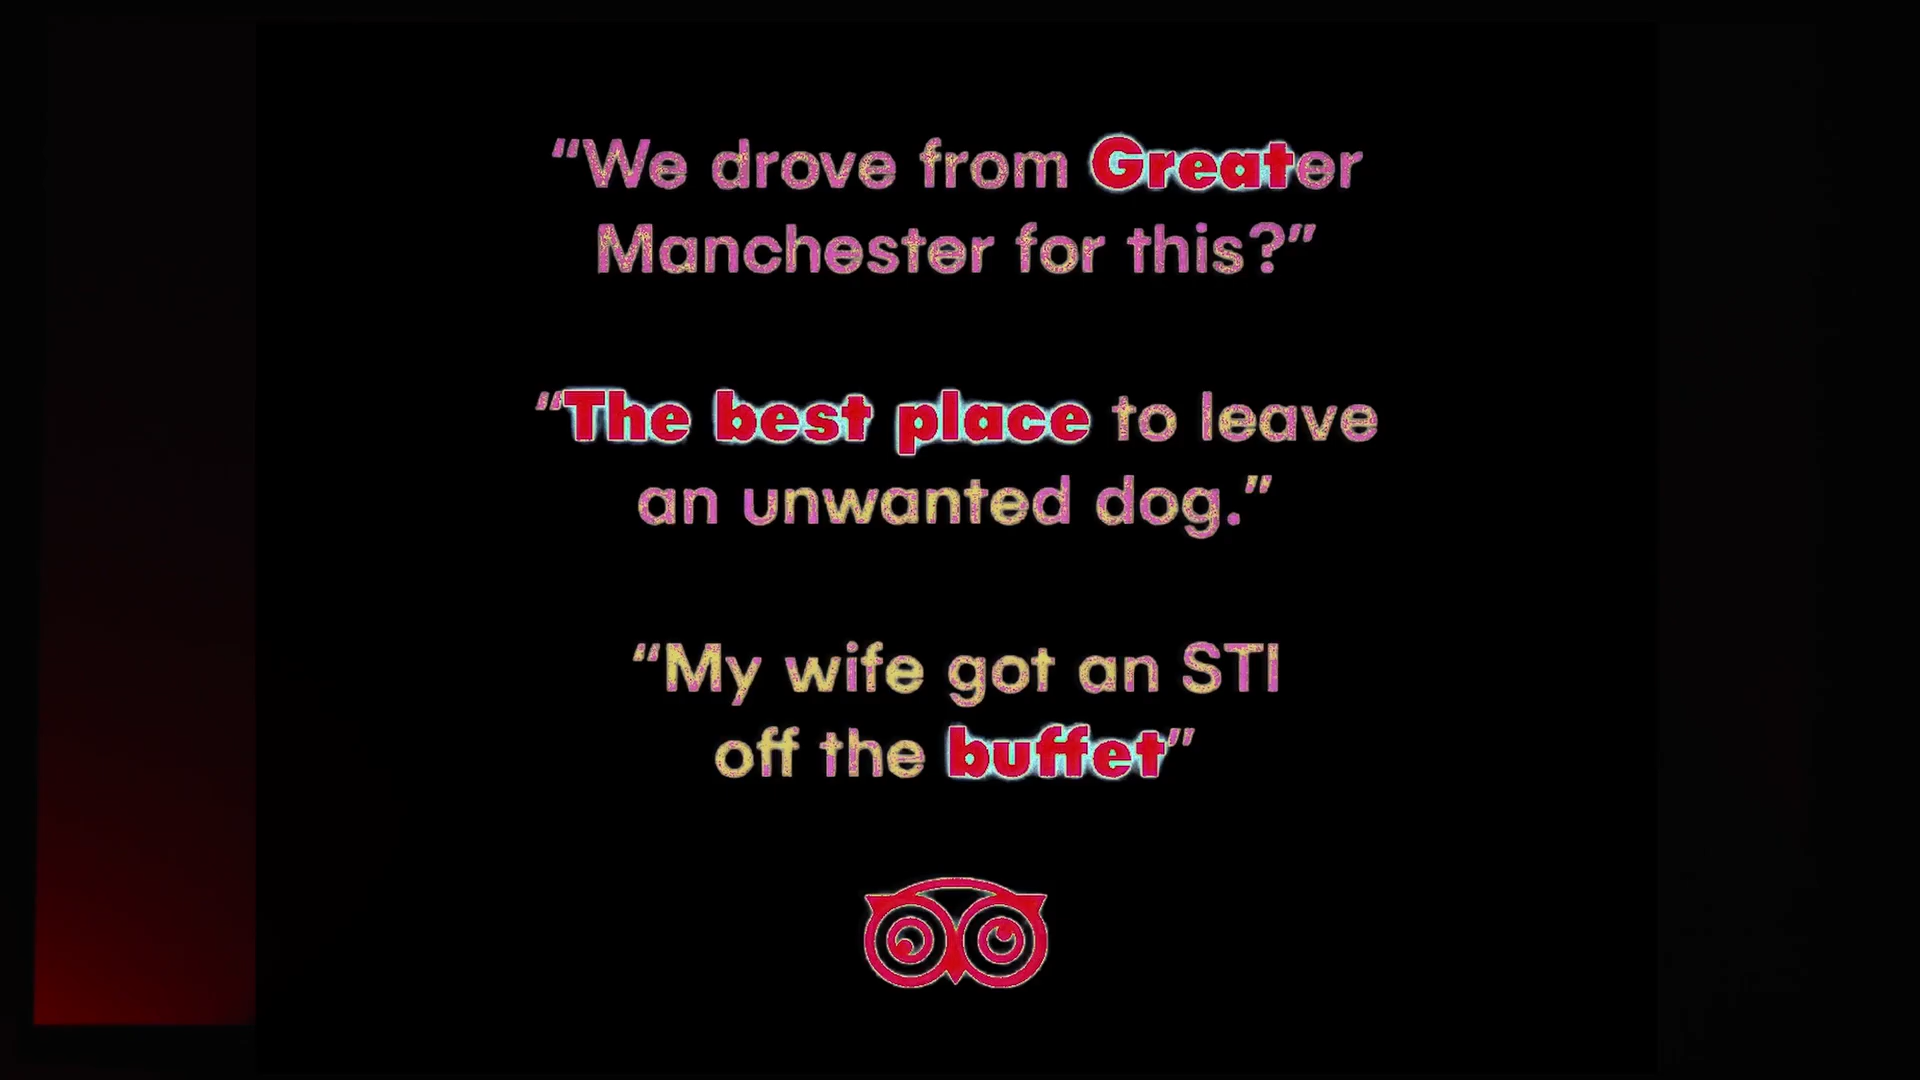 “We drove from Greater
Manchester for this?”
“The best place to leave
an unwanted dog.”
“My wife got an STI
off the buffet”